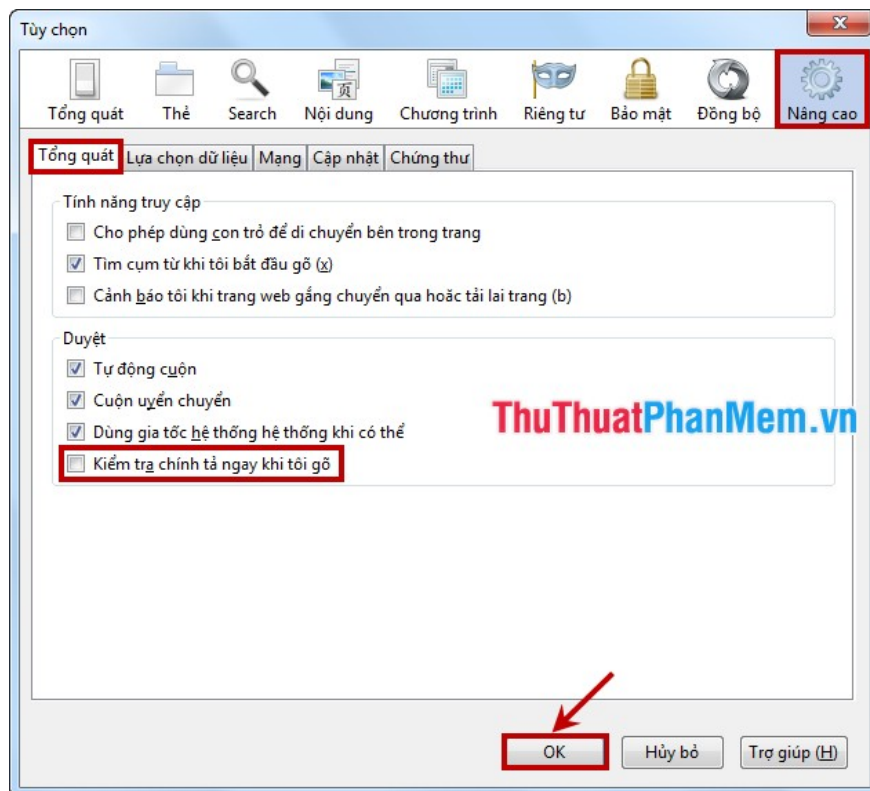 Tùy chọn
Tổng quát Thẻ Search Nội dung Chương trình Riêng tư Bảo mật Đồng bộ Nâng cao
Tổng quát Lựa chọn dữ liệu Mạng Cập nhật Chứng thư
Tính năng truy cập
Cho phép dùng con trỏ để di chuyển bên trong trang
Tìm cụm từ khi tôi bắt đầu gõ (x)
Cảnh báo tôi khi trang web gắng chuyển qua hoăc tải lai trang (b)
Duyệt
Tự động cuộn
Cuộn uyển chuyển
ThuThuatPhanMem.vn
Dùng gia tốc hệ thống hệ thống khi có thể
Kiểm tra chính tả ngay khi tôi gõ
OK Hủy bỏ Trợ giúp (H)